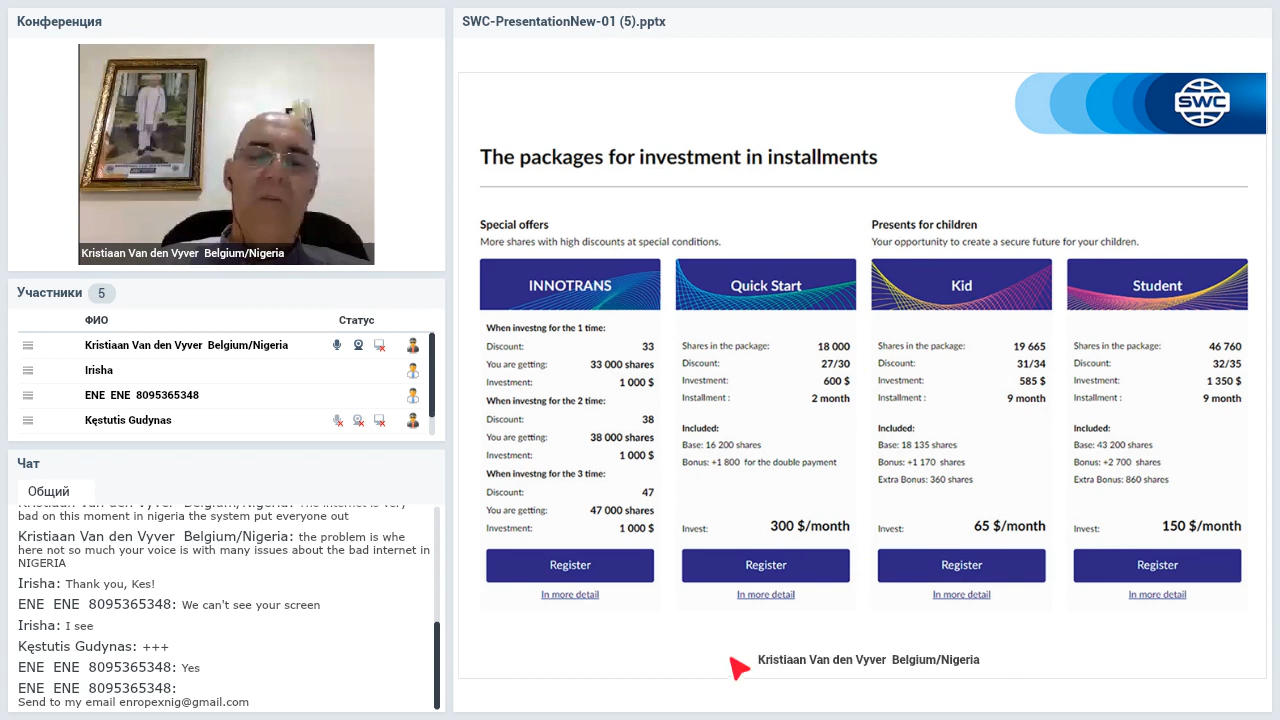 Конференция
Kristiaan Van den Vyver Belgium/Nigeria
Участники 5
ФИО Статус
Kristiaan Van den Vyver Belgium/Nigeria
Irisha
ENE ENE 8095365348
Kęstutis Gudynas
Чат
Общий
Kristiaan Van den Vyver Belgium/Nigeria: The internet is very
bad on this moment in nigeria the system put everyone out
Kristiaan Van den Vyver Belgium/Nigeria: the problem is whe
here not so much your voice is with many issues about the bad internet in
NIGERIA
Irisha: Thank you, Kes!
ENE ENE 8095365348: We can't see your screen
Irisha: I see
Kęstutis Gudynas: +++
ENE ENE 8095365348: Yes
ENE ENE 8095365348:
Send to my email enropexnig@gmail.com
SWC-PresentationNew-01 (5).pptx
SWC
The packages for investment in installments
Special offers
More shares with high discounts at special conditions.
INNOTRANS
When investng for the 1 time:
Discount: 33
You are getting: 33 000 shares
Investment: 1 000 $
When investng for the 2 time:
Discount: 38
You are getting: 38 000 shares
Investment: 1 000 $
When investng for the 3 time:
Discount: 47
You are getting: 47 000 shares
Investment: 1 000 $
Register
In more detail
Quick Start
Shares in the package: 18 000
Discount: 27/30
Investment: 600 $
Installment : 2 month
Included:
Base: 16 200 shares
Bonus: +1 800 for the double payment
Invest: 300 $/month
Register
In more detail
Presents for children
Your opportunity to create a secure future for your children.
Kid
Shares in the package: 19 665
Discount: 31/34
Investment: 585 $
Installment : 9 month
Included:
Base: 18 135 shares
Bonus: +1 170 shares
Extra Bonus: 360 shares
Invest: 65 $/month
Register
In more detail
Student
Shares in the package: 46 760
Discount: 32/35
Investment: 1 350 $
Installment : 9 month
Included:
Base: 43 200 shares
Bonus: +2 700 shares
Extra Bonus: 860 shares
Invest: 150 $/month
Register
In more detail
Kristiaan Van den Vyver Belgium/Nigeria